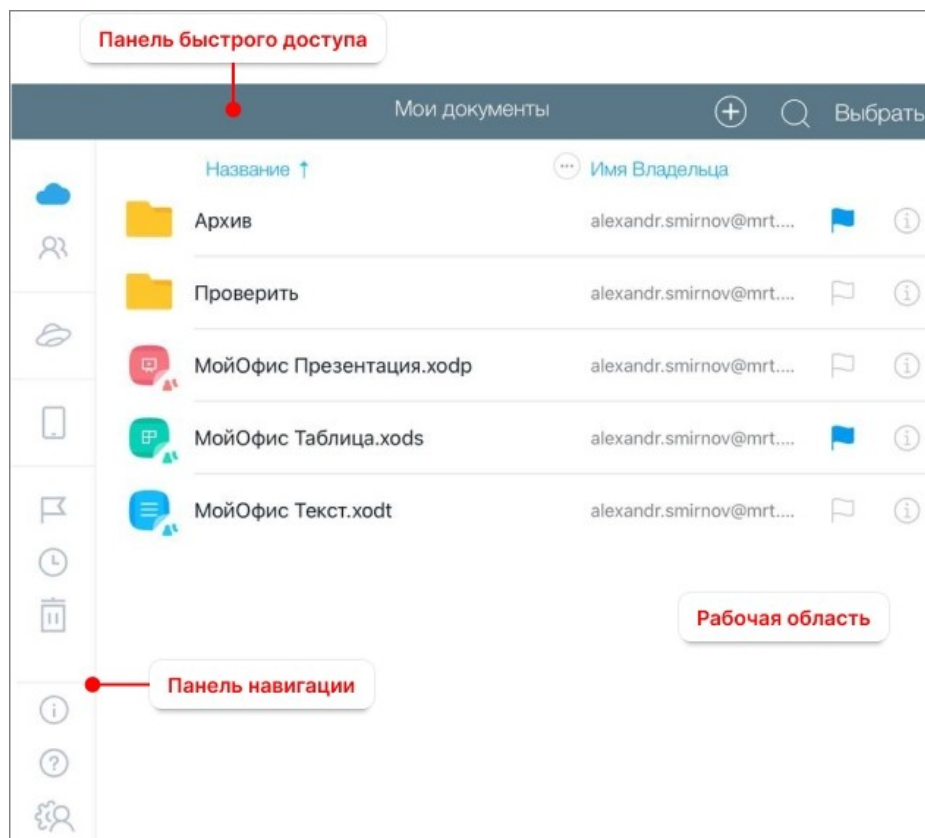 Панель быстрого доступа
Мои документы Выбрать
Название ↑ Имя Владельца
Архив alexandr.smirnov@mrt....
Проверить alexandr.smirnov@mrt....
МойОфис Презентация.xodp alexandr.smirnov@mrt....
МойОфис Таблица.xods alexandr.smirnov@mrt....
МойОфис Текст.xodt alexandr.smirnov@mrt....
Рабочая область
Панель навигации